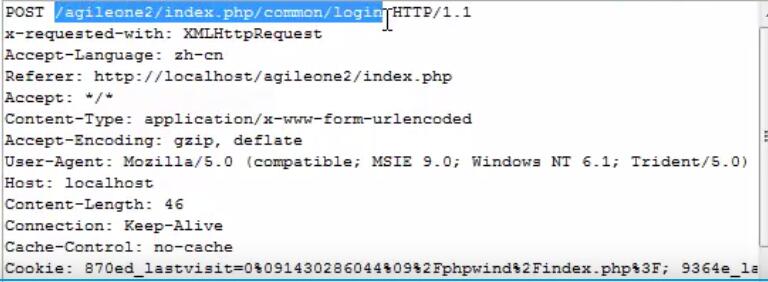 POST /agileone2/index.php/common/login HTTP/1.1
x-requested-with: XMLHttpRequest
Accept-Language: zh-cn
Referer: http://localhost/agileone2/index.php
Accept: */*
Content-Type: application/x-www-form-urlencoded
Accept-Encoding: gzip, deflate
User-Agent: Mozilla/5.0 (compatible; MSIE 9.0; Windows NT 6.1; Trident/5.0)
Host: localhost
Content-Length: 46
Connection: Keep-Alive
Cache-Control: no-cache
Cookie: 870ed_lastvisit=0%091430286044%09%2Fphpwind%2Findex.php%3F; 9364e_la